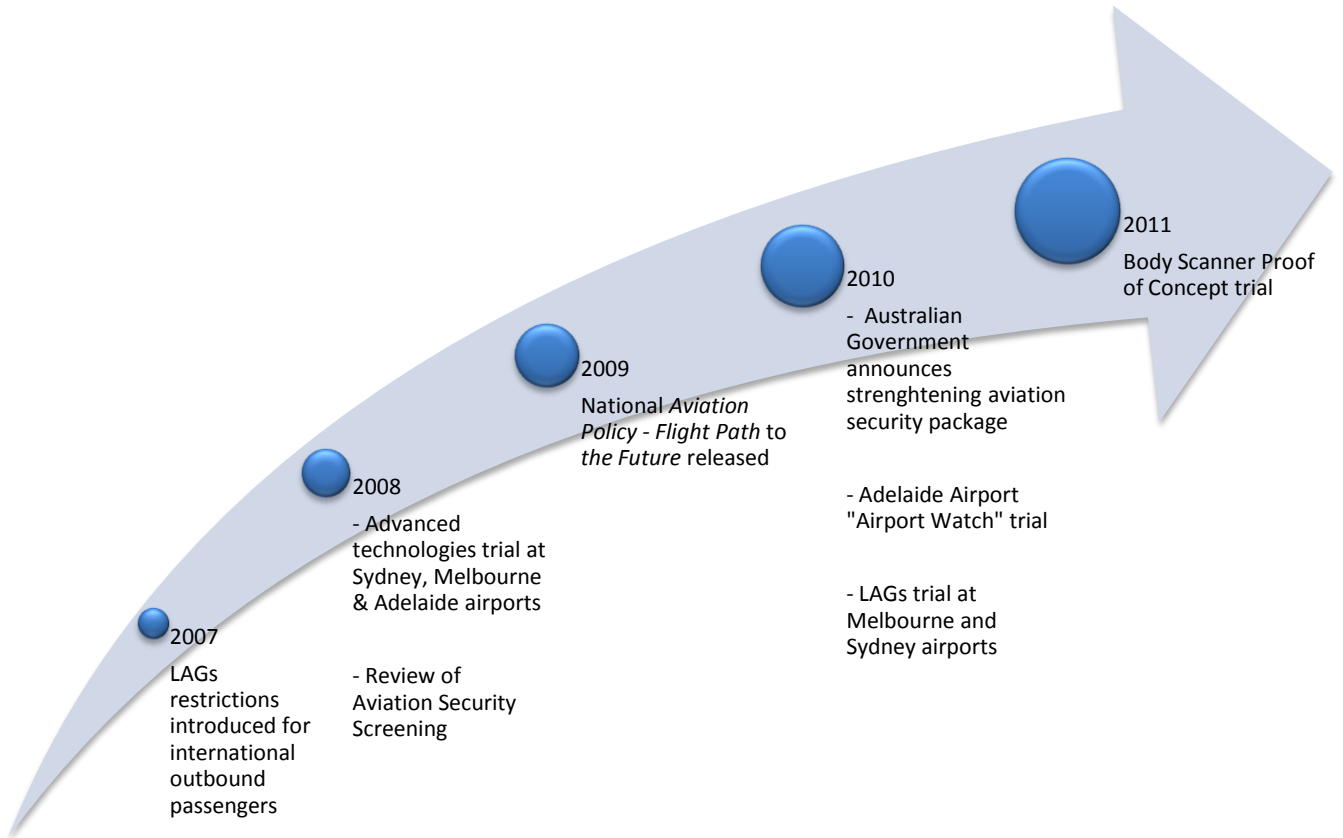 2007
LAGs
restrictions
introduced for
international
outbound
passengers
2008
- Advanced
technologies trial at
Sydney, Melbourne
& Adelaide airports
- Review of
Aviation Security
Screening
2009
National Aviation
Policy - Flight Path to
the Future released
2010
- Australian
Government
announces
strenghtening aviation
security package
- Adelaide Airport
"Airport Watch" trial
- LAGs trial at
Melbourne and
Sydney airports
2011
Body Scanner Proof
of Concept trial